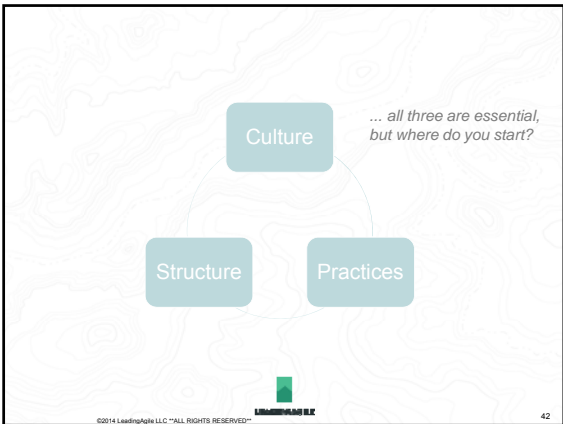 Culture
... all three are essential,
but where do you start?
Structure
Practices
©2014 LeadingAgile LLC **ALL RIGHTS RESERVED**
42